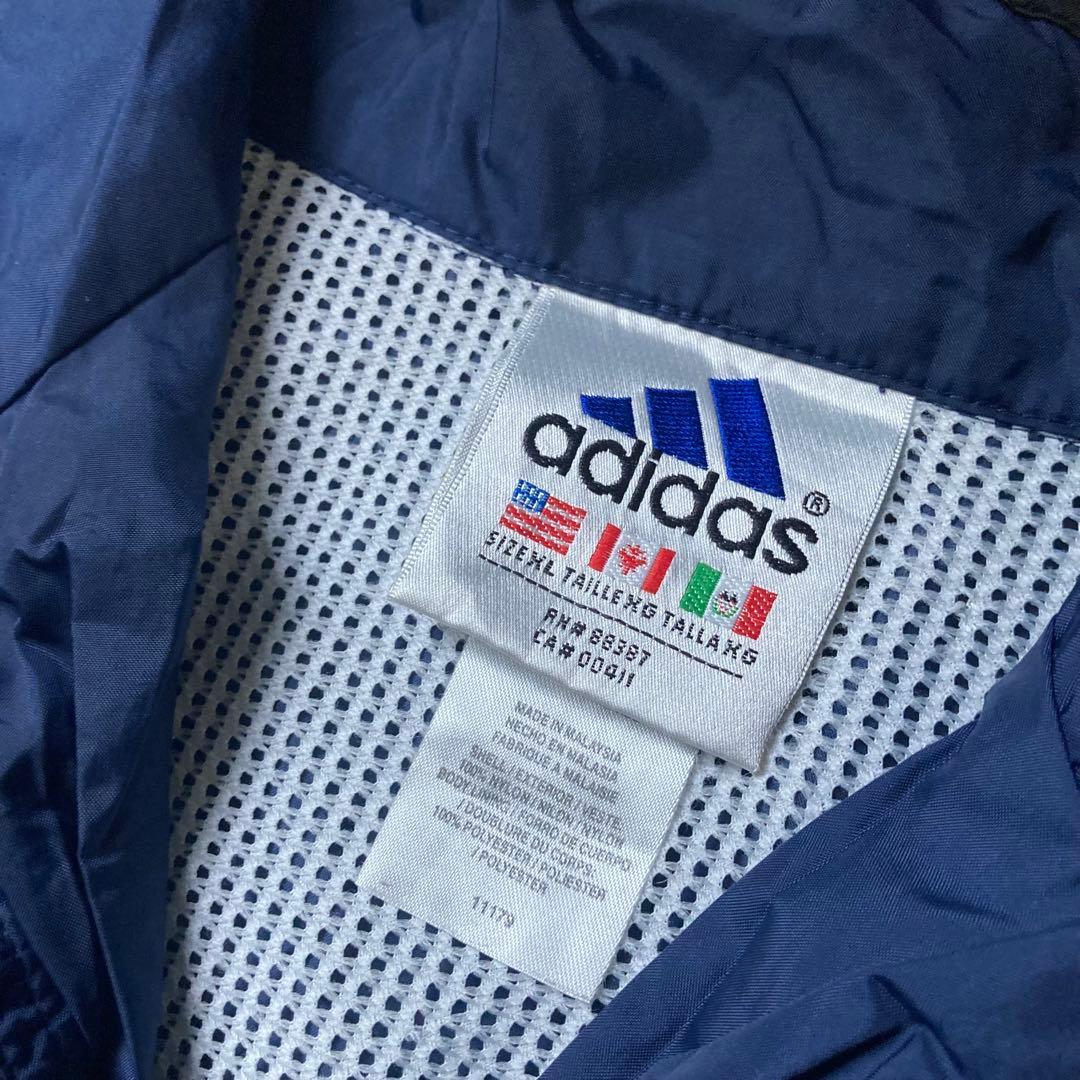 adidas®
SIZE XL TAILLE XG TALLA XG
RN# 88387
CA# 00411
MADE IN MALAYSIA
HECHO EN MALASIA
FABRIQUÉ À MALAISIE
SHELL / EXTERIOR / VESTE
100% NYLON / NILON / NYLON
BODY LINING / FORRO DE CUERPO
/ DOUBLURE DU CORPS.
100% POLYESTER / POLIESTER
/ POLYESTER
11179